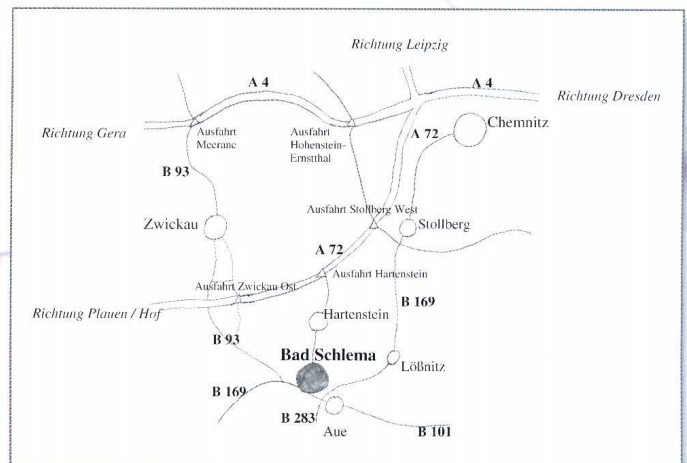 Richtung Leipzig
A 4
A 4
Richtung Dresden
Richtung Gera
Ausfahrt
Meerane
Ausfahrt
Hohenstein-
Ernstthal
A 72
Chemnitz
B 93
Ausfahrt Stollberg West
Zwickau
Stollberg
A 72
Ausfahrt Zwickau Ost
Ausfahrt Hartenstein
B 169
Richtung Plauen / Hof
Hartenstein
B 93
Bad Schlema
Lößnitz
B 169
B 283
Aue
B 101